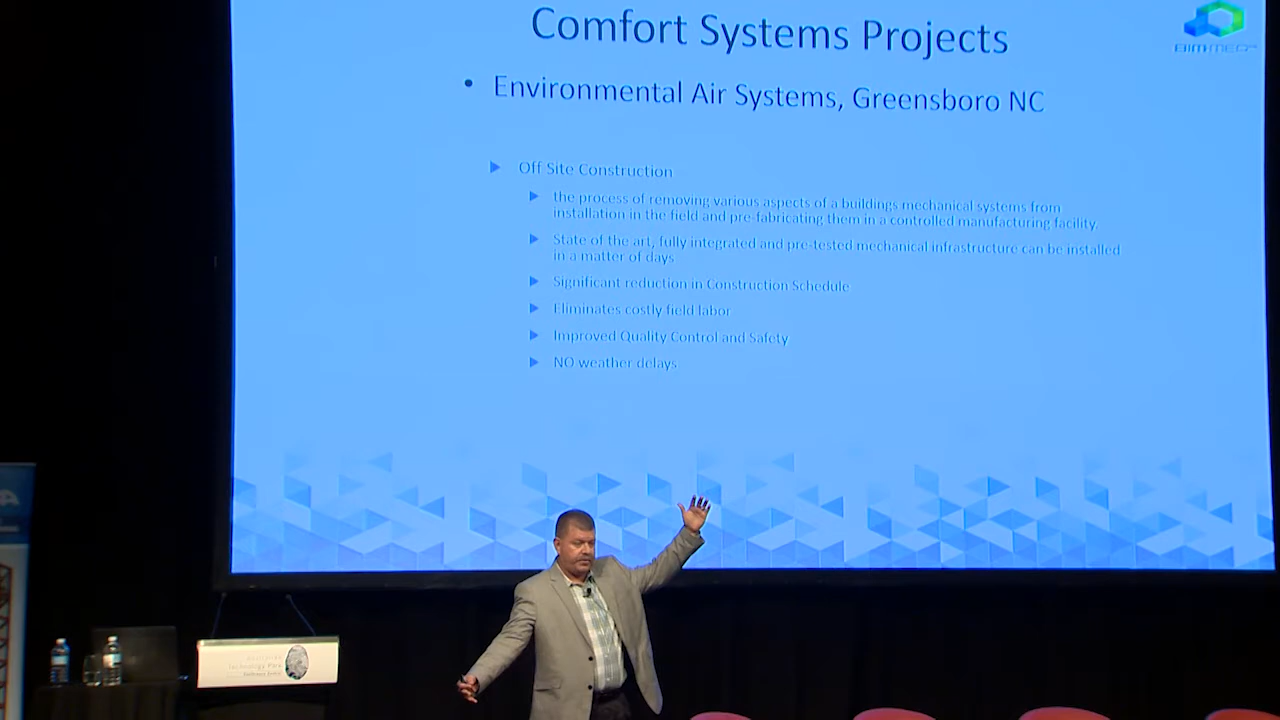 Comfort Systems Projects
BIMMEP
• Environmental Air Systems, Greensboro NC
Off Site Construction
the process of removing various aspects of a buildings mechanical systems from
installation in the field and pre-fabricating them in a controlled manufacturing facility.
State of the art, fully integrated and pre-tested mechanical infrastructure can be installed
in a matter of days
Significant reduction in Construction Schedule
Eliminates costly field labor
Improved Quality Control and Safety
NO weather delays
Technology Park